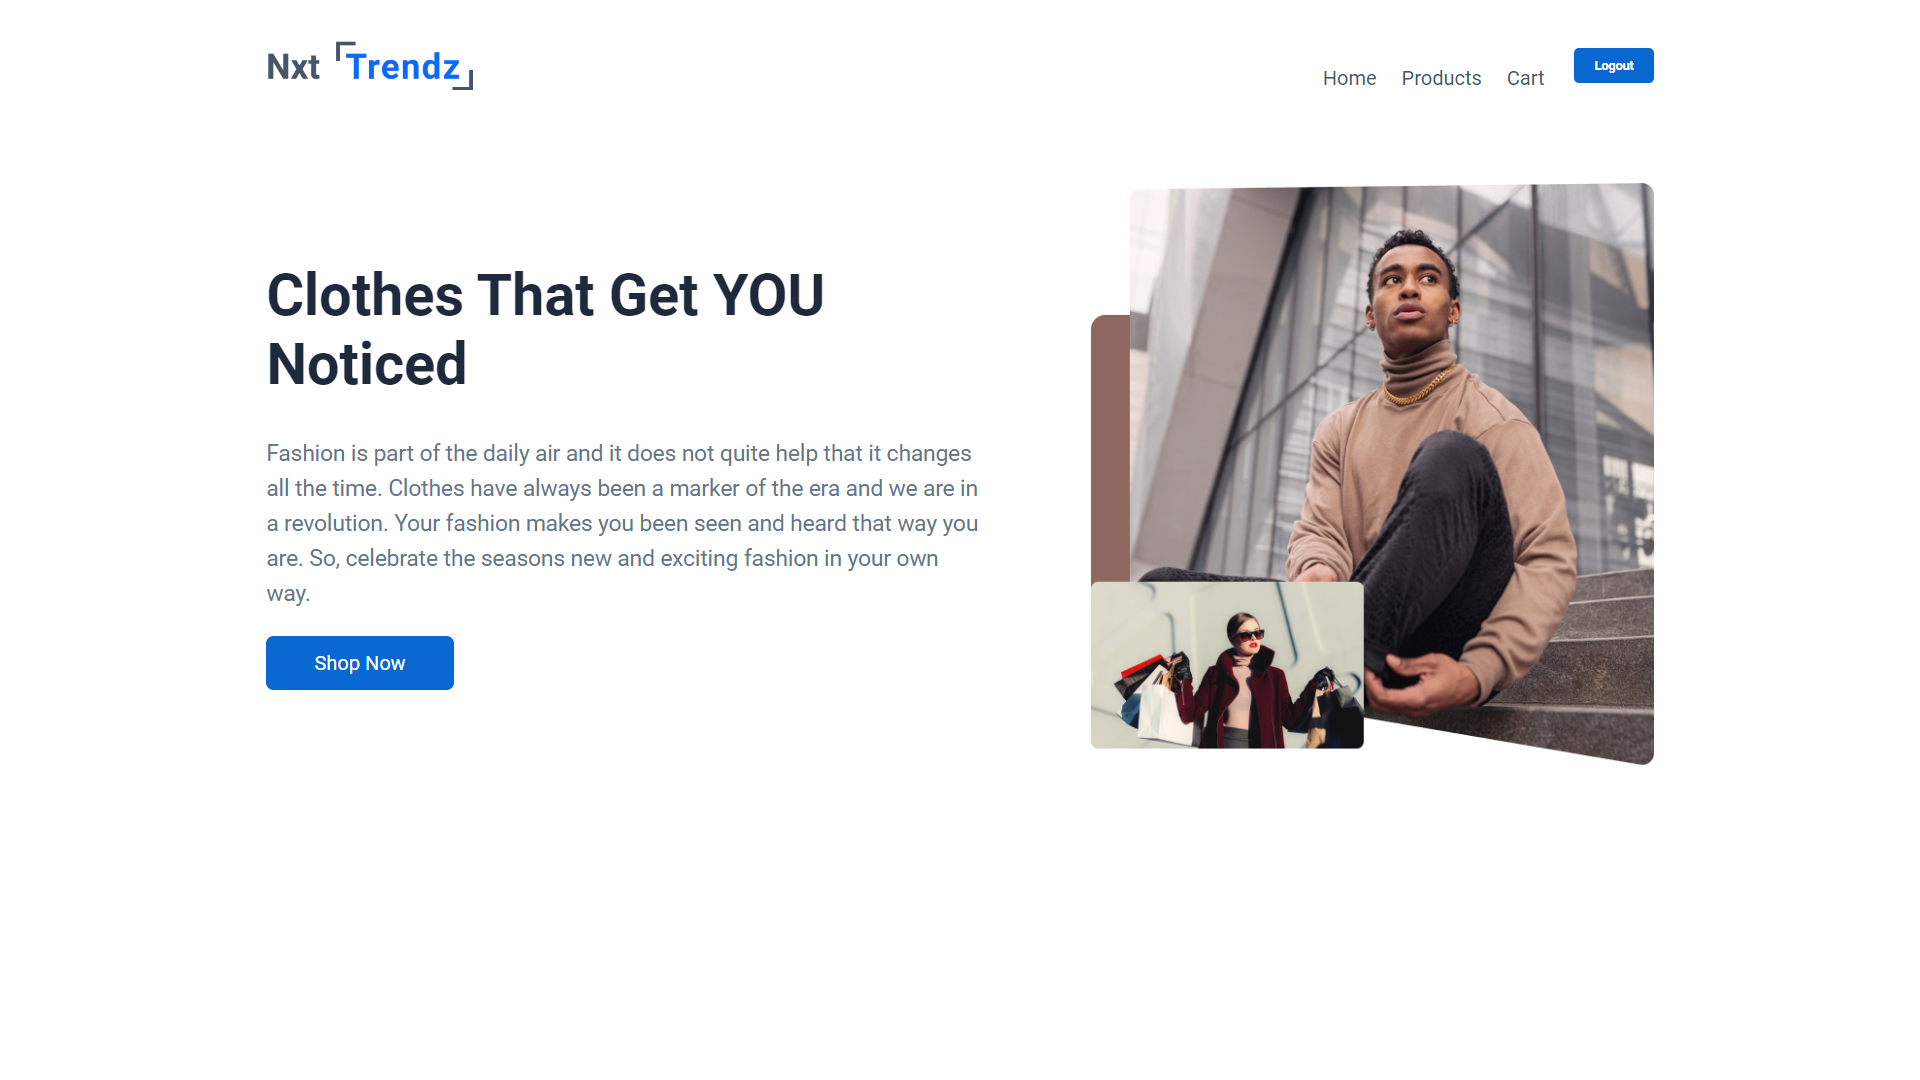 Nxt Trendz
Home Products Cart Logout
Clothes That Get YOU
Noticed
Fashion is part of the daily air and it does not quite help that it changes
all the time. Clothes have always been a marker of the era and we are in
a revolution. Your fashion makes you been seen and heard that way you
are. So, celebrate the seasons new and exciting fashion in your own
way.
Shop Now